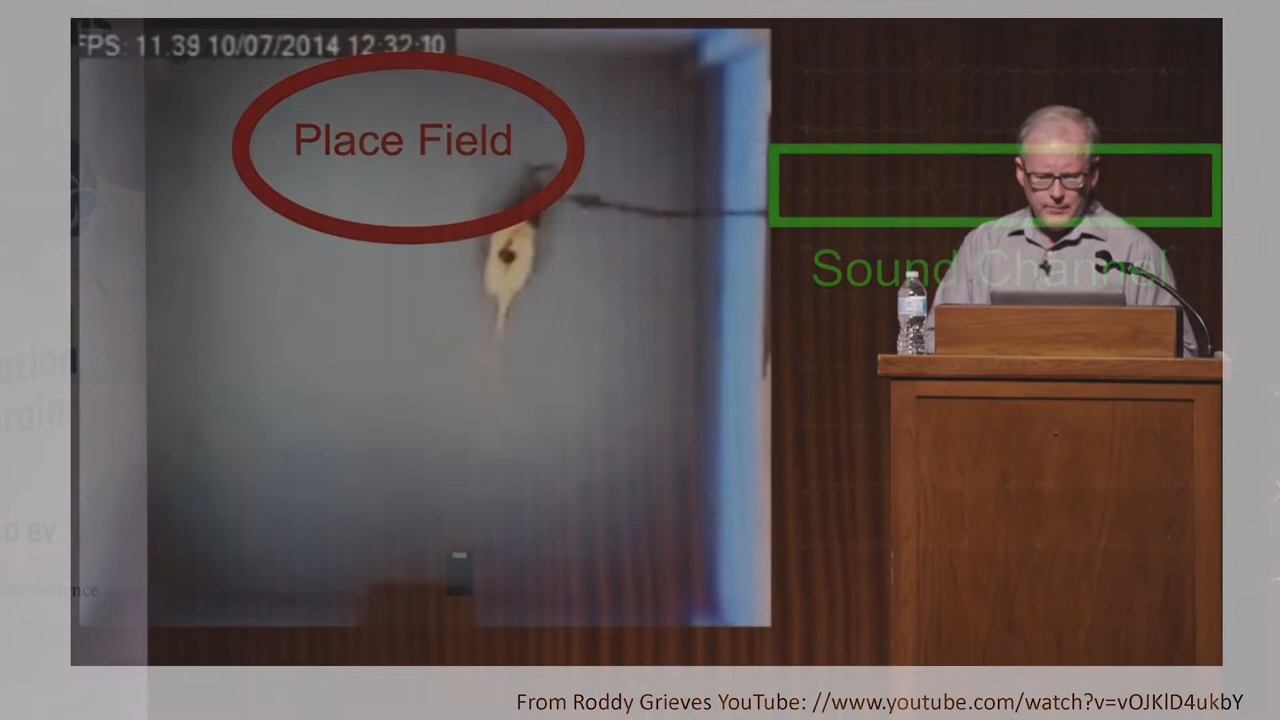 FPS: 11.39 10/07/2014 12:32:10
Place Field
Sound Channel
D BY
From Roddy Grieves YouTube: //www.youtube.com/watch?v=vOJKlD4ukbY